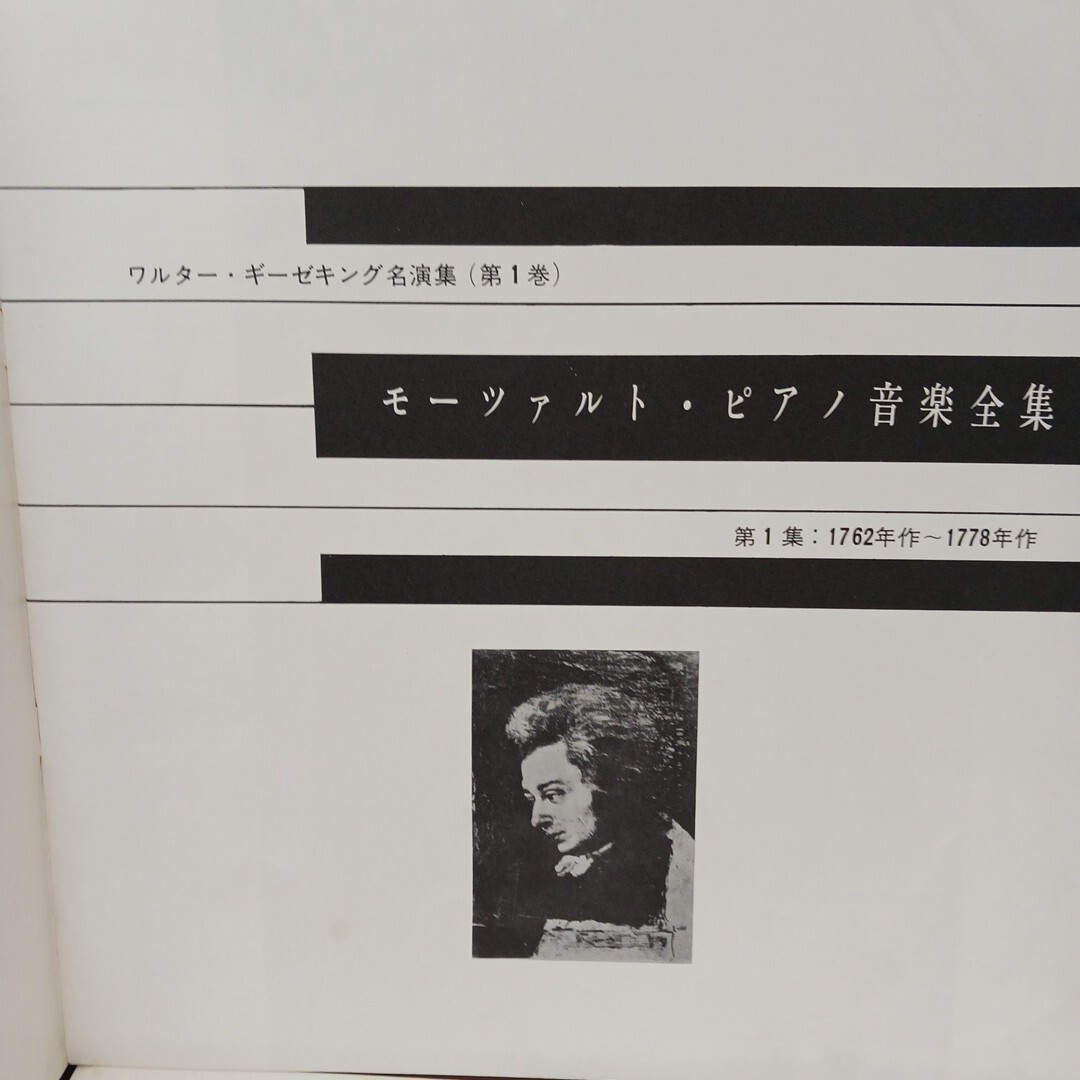 ワルター・ギーゼキング名演集（第1巻）
モーツァルト・ピアノ音楽全集
第1集：1762年作〜1778年作